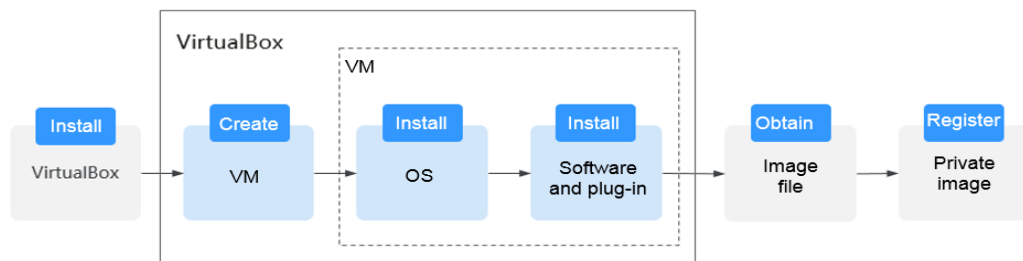 VirtualBox
VM
Install
VirtualBox
Create
VM
Install
OS
Install
Software
and plug-in
Obtain
Image
file
Register
Private
image